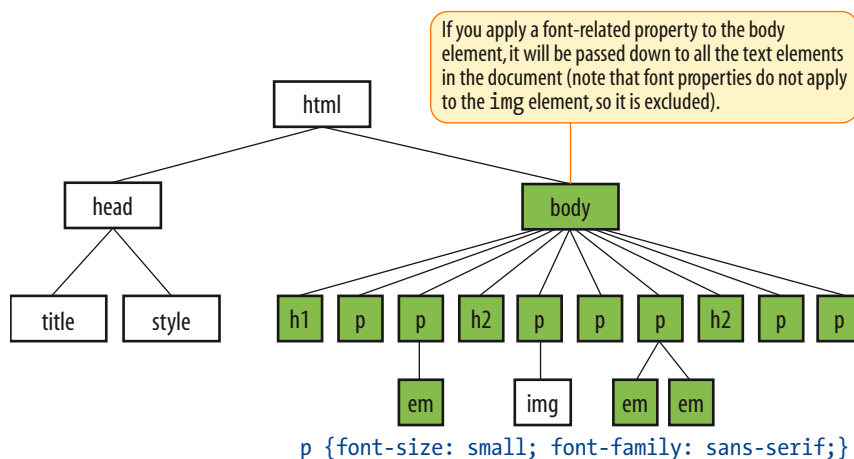 If you apply a font-related property to the body
element, it will be passed down to all the text elements
in the document (note that font properties do not apply
to the img element, so it is excluded).
html
head
body
title
style
h1
p
p
h2
p
p
p
h2
p
p
em
img
em
em
p {font-size: small; font-family: sans-serif;}